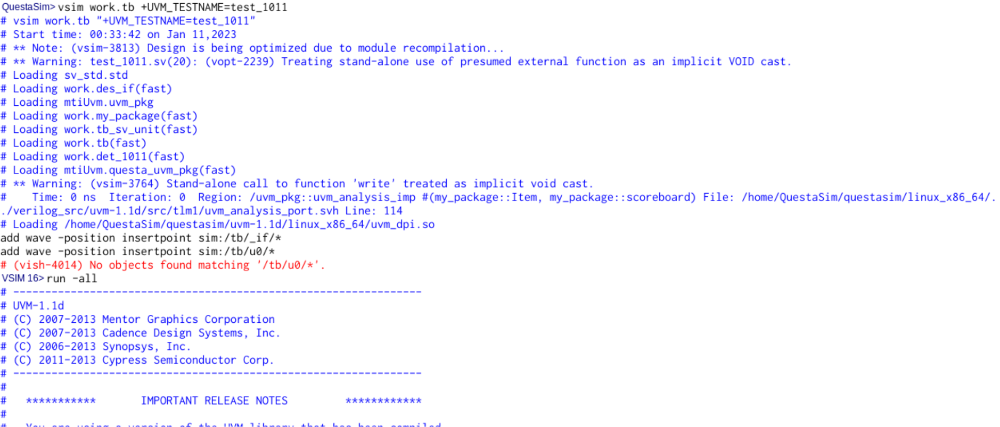 QuestaSim> vsim work.tb +UVM_TESTNAME=test_1011
# vsim work.tb "+UVM_TESTNAME=test_1011"
# Start time: 00:33:42 on Jan 11,2023
# ** Note: (vsim-3813) Design is being optimized due to module recompilation...
# ** Warning: test_1011.sv(20): (vopt-2239) Treating stand-alone use of presumed external function as an implicit VOID cast.
# Loading sv_std.std
# Loading work.des_if(fast)
# Loading mtiUvm.uvm_pkg
# Loading work.my_package(fast)
# Loading work.tb_sv_unit(fast)
# Loading work.tb(fast)
# Loading work.det_1011(fast)
# Loading mtiUvm.questa_uvm_pkg(fast)
# ** Warning: (vsim-3764) Stand-alone call to function 'write' treated as implicit void cast.
#    Time: 0 ns  Iteration: 0  Region: /uvm_pkg::uvm_analysis_imp #(my_package::Item, my_package::scoreboard) File: /home/QuestaSim/questasim/linux_x86_64/.
./verilog_src/uvm-1.1d/src/tlm1/uvm_analysis_port.svh Line: 114
# Loading /home/QuestaSim/questasim/uvm-1.1d/linux_x86_64/uvm_dpi.so
add wave -position insertpoint sim:/tb/_if/*
add wave -position insertpoint sim:/tb/u0/*
# (vish-4014) No objects found matching '/tb/u0/*'.
VSIM 16> run -all
# ----------------------------------------------------------------
# UVM-1.1d
# (C) 2007-2013 Mentor Graphics Corporation
# (C) 2007-2013 Cadence Design Systems, Inc.
# (C) 2006-2013 Synopsys, Inc.
# (C) 2011-2013 Cypress Semiconductor Corp.
# ----------------------------------------------------------------
#
#   ***********       IMPORTANT RELEASE NOTES         ************
#
#   You are using a version of the UVM library that has been compiled